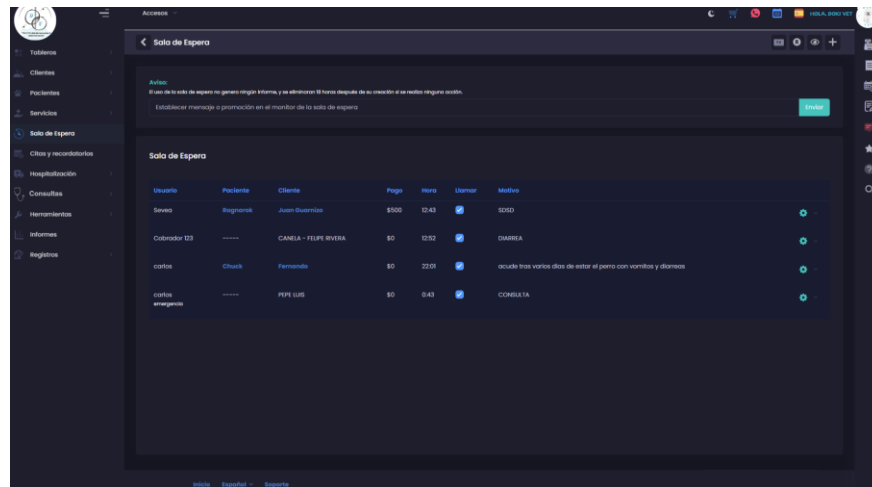 Accesos
HOLA, DOKI VET
Tableros
Clientes
Pacientes
Servicios
Sala de Espera
Citas y recordatorios
Hospitalización
Consultas
Herramientas
Informes
Registros
Sala de Espera
Aviso:
El uso de la sala de espera no genera ningún informe, y se eliminaran 18 horas después de su creación si se realiza ninguna acción.
Establecer mensaje o promoción en el monitor de la sala de espera
Enviar
Sala de Espera
Usuario Paciente Cliente Pago Hora Llamar Motivo
Sevea Ragnarok Juan Guarnizo $500 12:43 SDSD
Cobrador 123 ----- CANELA - FELIPE RIVERA $0 12:52 DIARREA
carlos Chuck Fernando $0 22:01 acude tras varios días de estar el perro con vomitos y diarreas
carlos ----- PEPE LUIS $0 0:43 CONSULTA
emergencia
Inicio Español Soporte